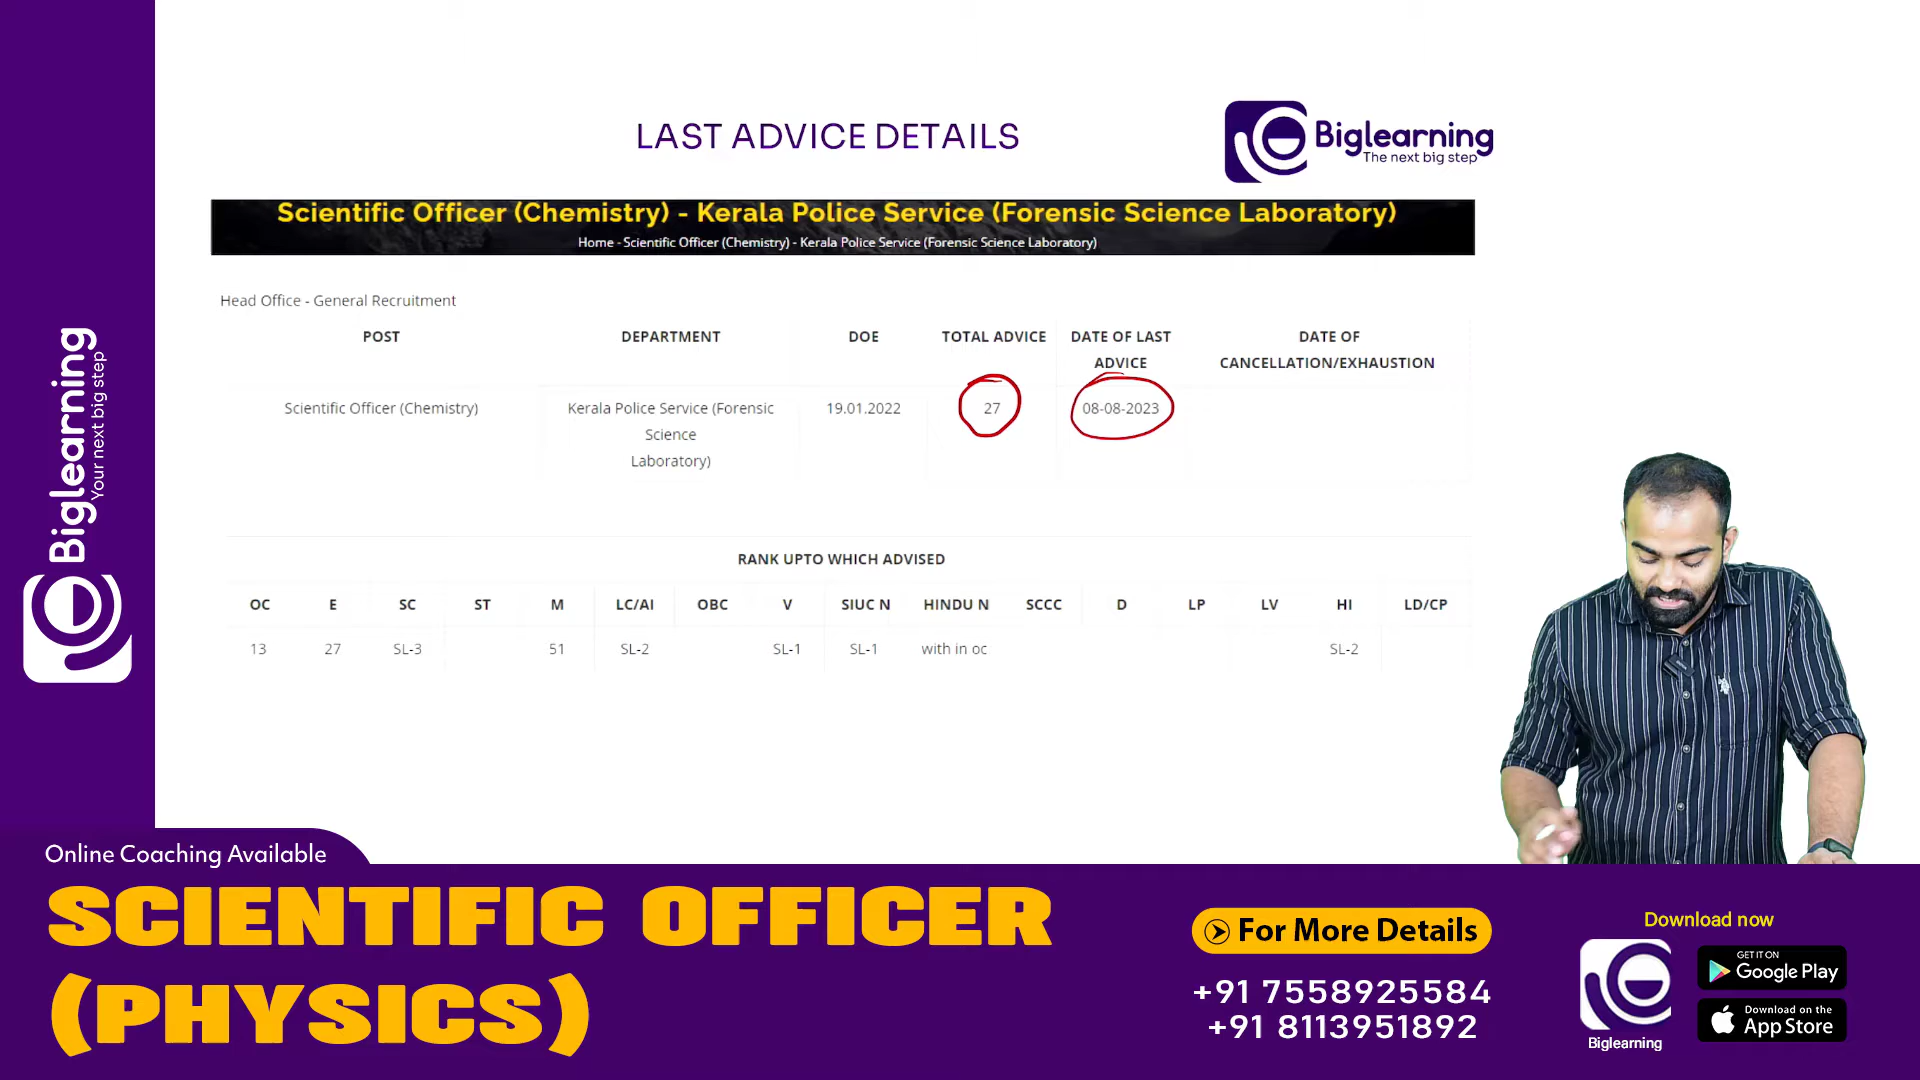 LAST ADVICE DETAILS
Biglearning
The next big step
Scientific Officer (Chemistry) - Kerala Police Service (Forensic Science Laboratory)
Home - Scientific Officer (Chemistry) - Kerala Police Service (Forensic Science Laboratory)
Head Office - General Recruitment
POST DEPARTMENT DOE TOTAL ADVICE DATE OF LAST ADVICE DATE OF CANCELLATION/EXHAUSTION
Scientific Officer (Chemistry) Kerala Police Service (Forensic Science Laboratory) 19.01.2022 27 08-08-2023
RANK UPTO WHICH ADVISED
OC E SC ST M LC/AI OBC V SIUC N HINDU N SCCC D LP LV HI LD/CP
13 27 SL-3 51 SL-2 SL-1 SL-1 with in oc SL-2
Biglearning
Your next big step
Online Coaching Available
SCIENTIFIC OFFICER
(PHYSICS)
For More Details
+91 7558925584
+91 8113951892
Download now
Biglearning
GET IT ON
Google Play
Download on the
App Store